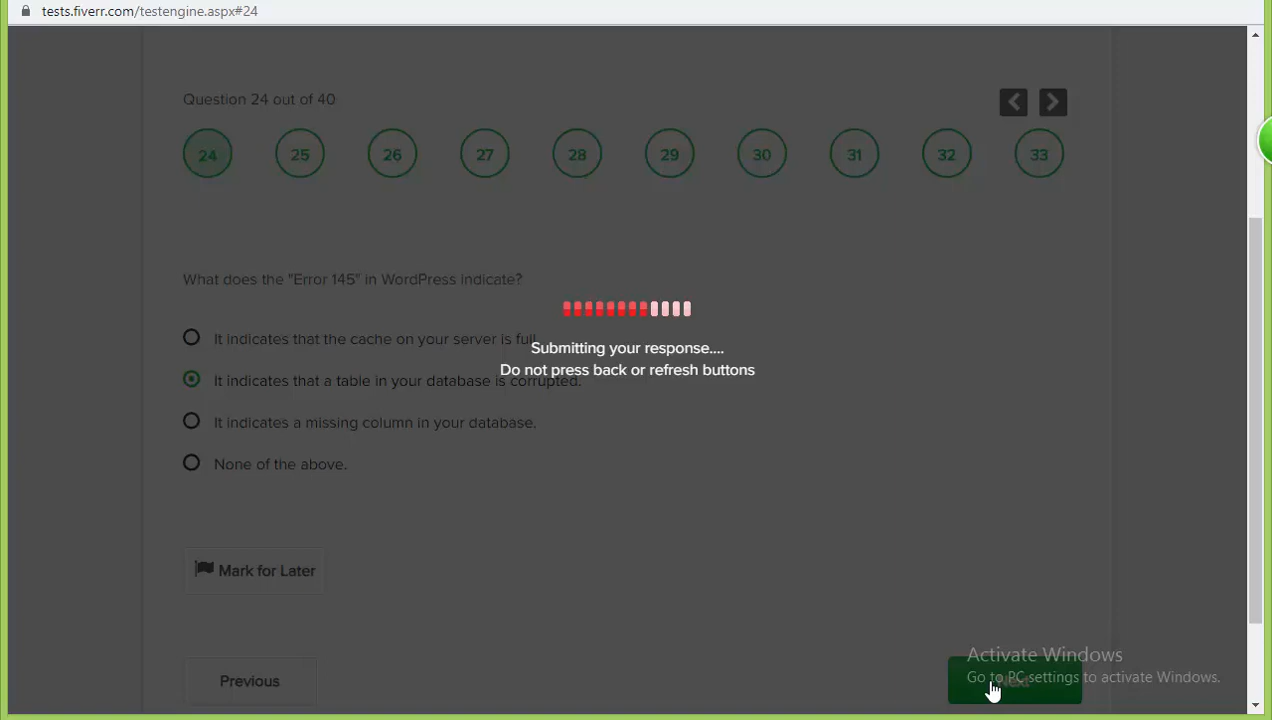 tests.fiverr.com/testengine.aspx#24
Question 24 out of 40
24 25 26 27 28 29 30 31 32 33
What does the "Error 145" in WordPress indicate?
It indicates that the cache on your server is full.
Submitting your response....
Do not press back or refresh buttons
It indicates that a table in your database is corrupted.
It indicates a missing column in your database.
None of the above.
Mark for Later
Activate Windows
Go to PC settings to activate Windows.
Previous
Next